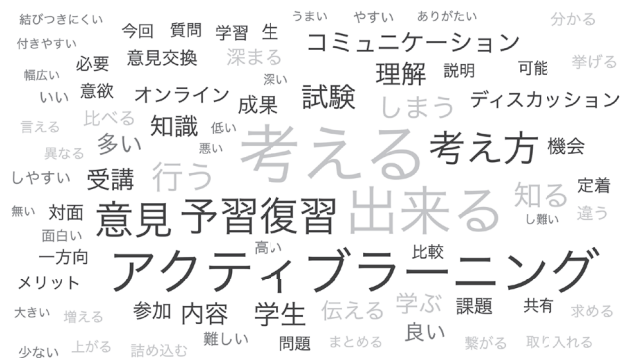 結びつきにくい 今回 質問 学習 生 うまい やすい ありがたい 分かる
付きやすい 必要 意見交換 深まる コミュニケーション 挙げる
幅広い いい 意欲 オンライン 成果 深い 試験 理解 説明 可能
言える 比べる 知識 低い しまう ディスカッション
異なる 多い 悪い 考える 考え方 機会
しやすい 受講 行う 出来る 知る 定着
無い 対面 意見 予習復習 し難い 違う
面白い 一方向 高い 比較
メリット アクティブラーニング
大きい 増える 参加 内容 学生 伝える 学ぶ 課題 共有 求める
少ない 上がる 詰め込む 難しい 問題 まとめる 良い 繋がる 取り入れる